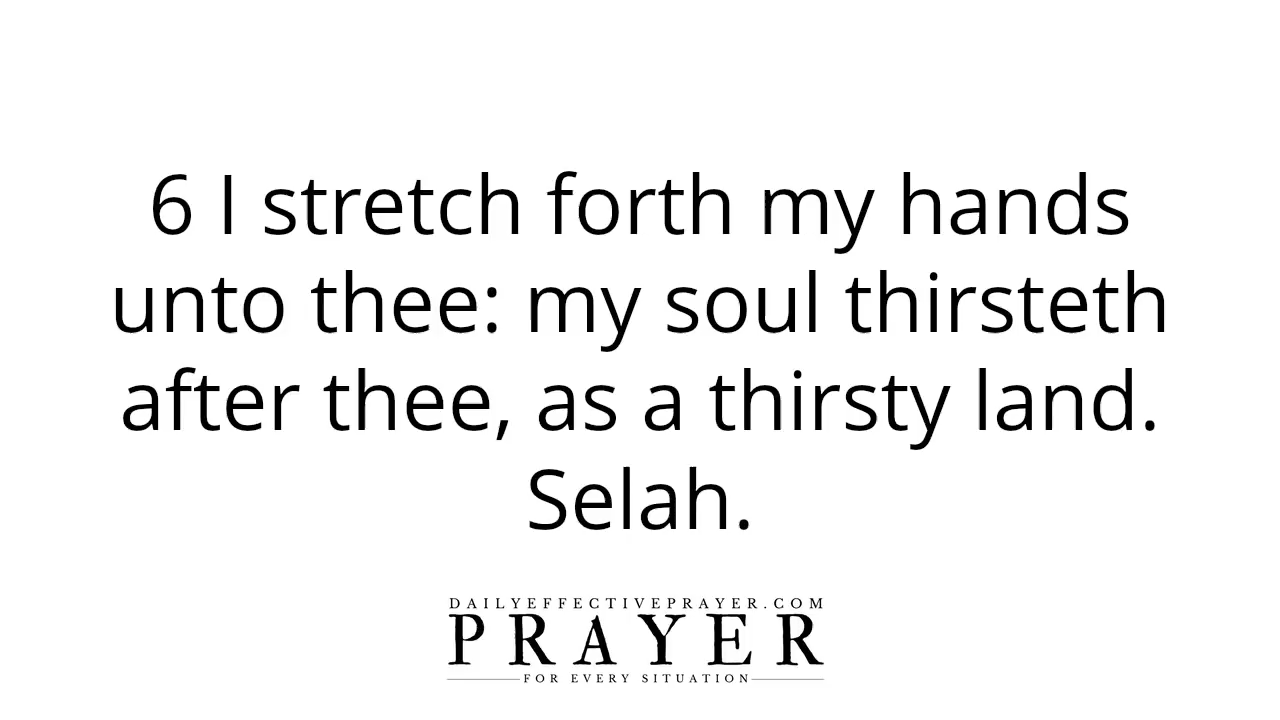 6 I stretch forth my hands
unto thee: my soul thirsteth
after thee, as a thirsty land.
Selah.
DAILYEFFECTIVEPRAYER.COM
PRAYER
FOR EVERY SITUATION